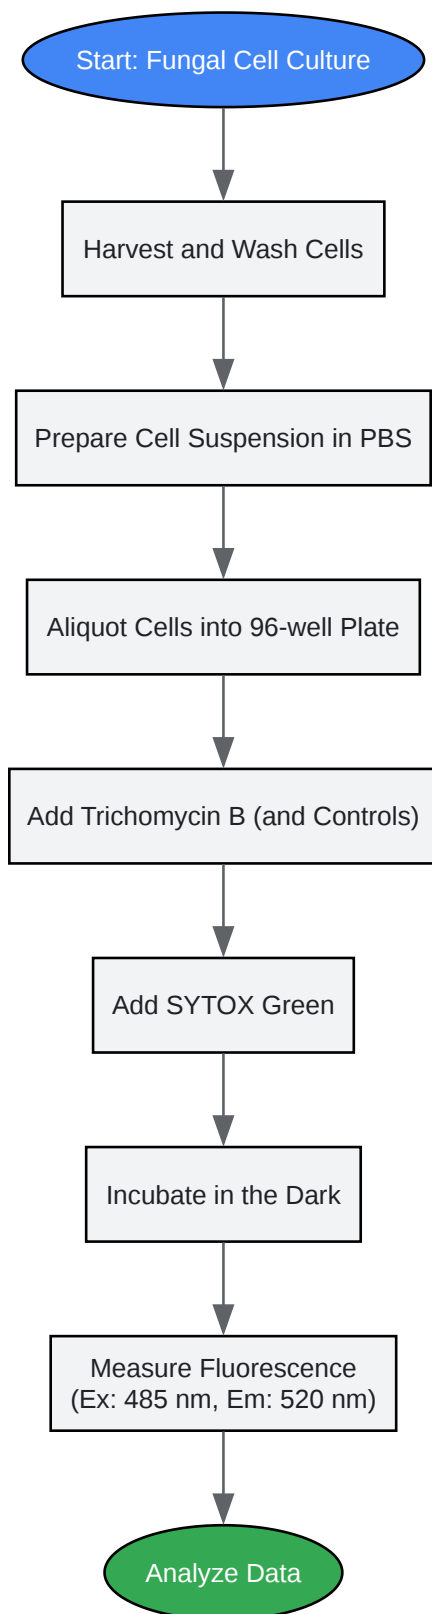 Start: Fungal Cell Culture
Harvest and Wash Cells
Prepare Cell Suspension in PBS
Aliquot Cells into 96-well Plate
Add Trichomycin B (and Controls)
Add SYTOX Green
Incubate in the Dark
Measure Fluorescence
(Ex: 485 nm, Em: 520 nm)
Analyze Data